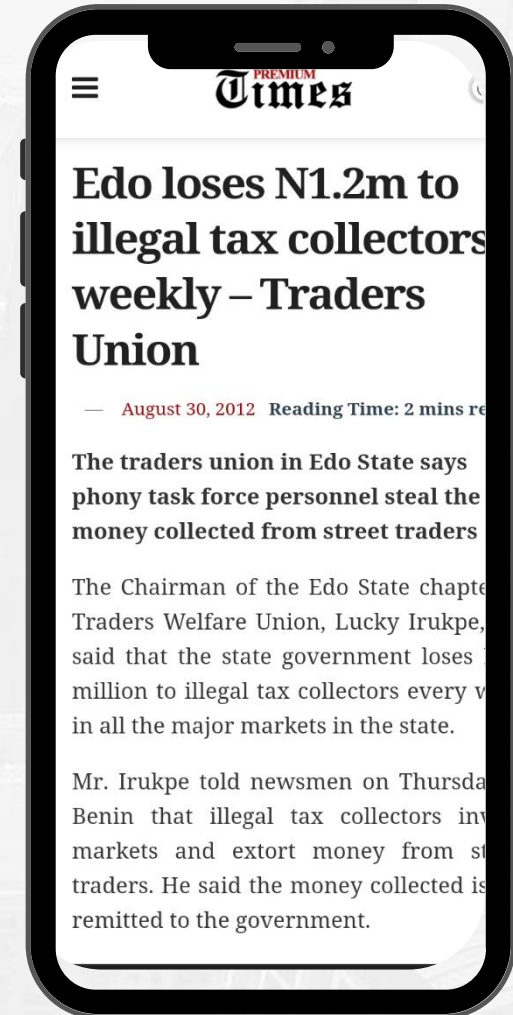 PREMIUM
Times
Edo loses N1.2m to
illegal tax collectors
weekly – Traders
Union
— August 30, 2012 Reading Time: 2 mins
The traders union in Edo State says
phony task force personnel steal the
money collected from street traders
The Chairman of the Edo State
Traders Welfare Union, Lucky Irukpe,
said that the state government loses
million to illegal tax collectors every
in all the major markets in the state.
Mr. Irukpe told newsmen on
Benin that illegal tax collectors
markets and extort money from
traders. He said the money collected is
remitted to the government.